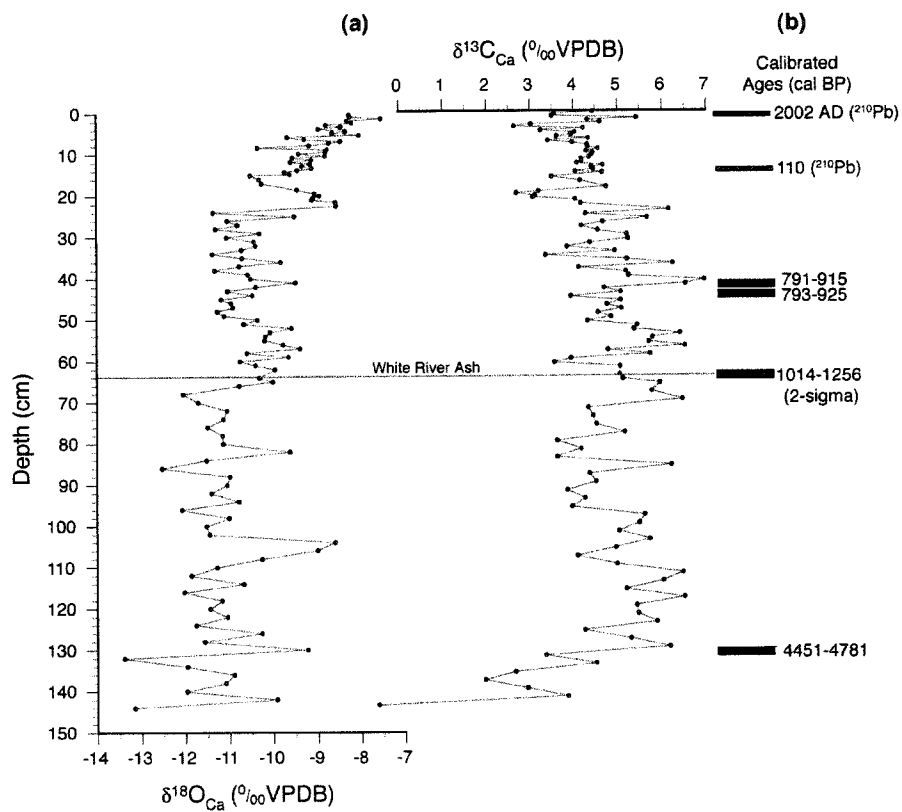 (a)
(b)
δ13CCa (o/ooVPDB)
0 1 2 3 4 5 6 7
Calibrated
Ages (cal BP)
0
10
20
30
40
50
60
70
80
90
100
110
120
130
140
150
Depth (cm)
2002 AD (210Pb)
110 (210Pb)
791-915
793-925
White River Ash
1014-1256
(2-sigma)
4451-4781
-14 -13 -12 -11 -10 -9 -8 -7
δ18OCa (o/ooVPDB)